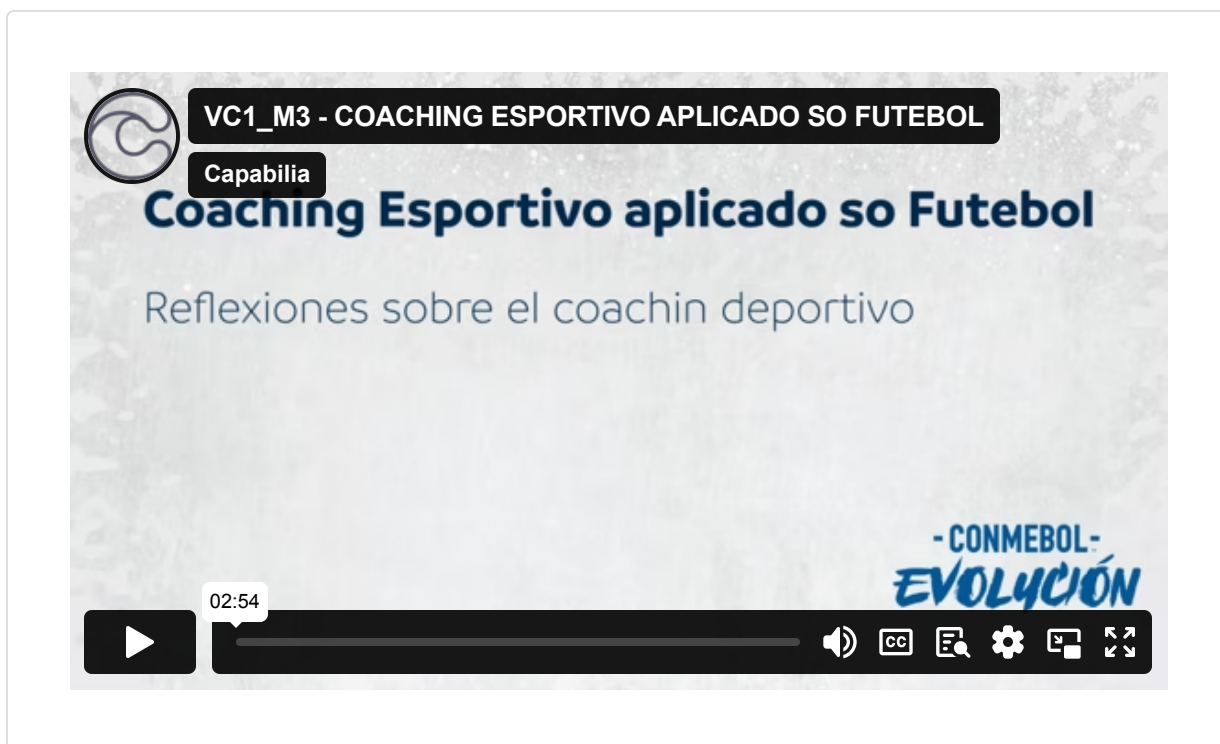 VC1_M3 - COACHING ESPORTIVO APLICADO SO FUTEBOL
Capabilia
Coaching Esportivo aplicado so Futebol
Reflexiones sobre el coachin deportivo
- CONMEBOL-
EVOLUCIÓN
02:54
CC